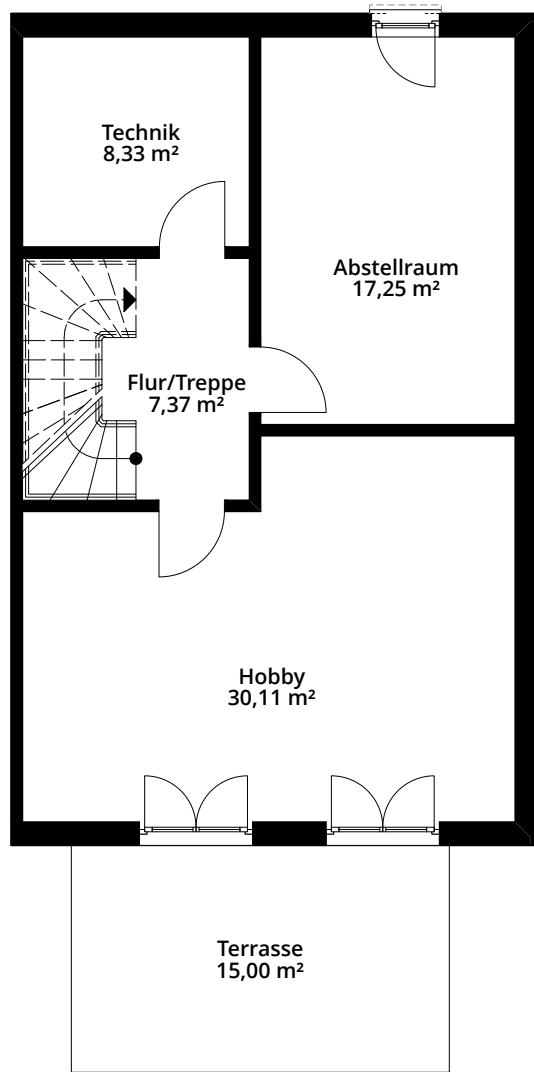 Technik
8,33 m²
Abstellraum
17,25 m²
Flur/Treppe
7,37 m²
Hobby
30,11 m²
Terrasse
15,00 m²